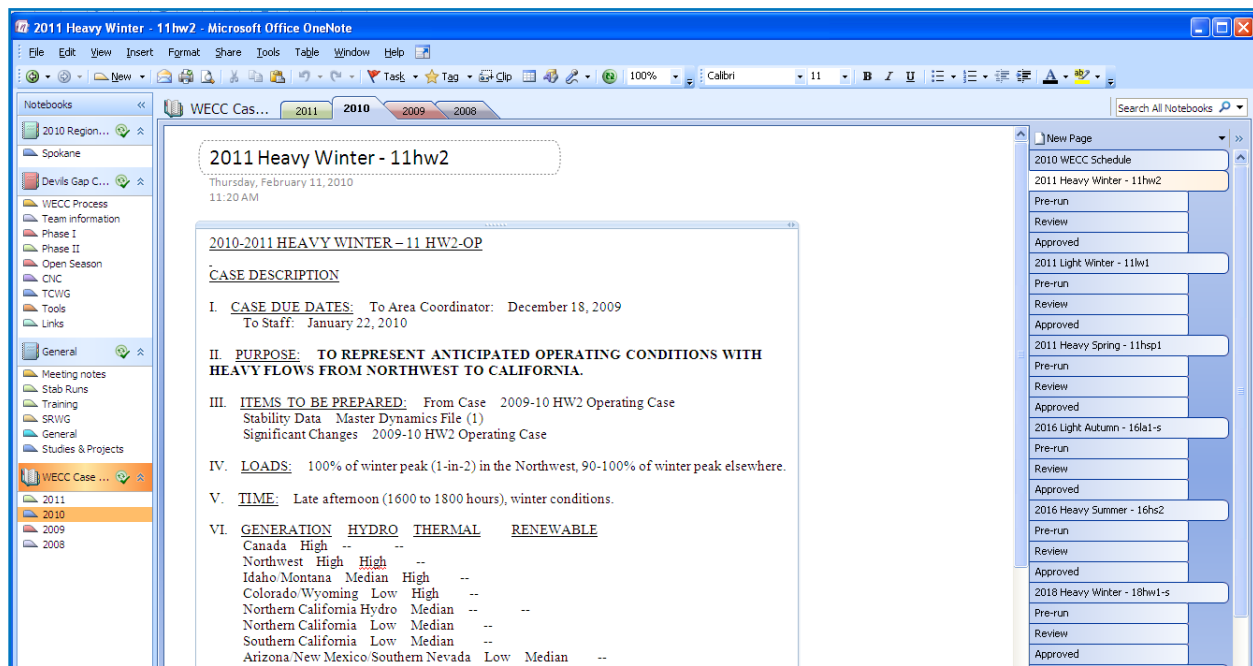 2011 Heavy Winter - 11hw2 - Microsoft Office OneNote
File Edit View Insert Format Share Tools Table Window Help
New Task Tag Clip 100% Calibri 11 B I U A ab
Notebooks
2010 Region...
Spokane
Devils Gap C...
WECC Process
Team information
Phase I
Phase II
Open Season
CNC
TCWG
Tools
Links
General
Meeting notes
Stab Runs
Training
SRWG
General
Studies & Projects
WECC Case ...
2011
2010
2009
2008
WECC Cas... 2011 2010 2009 2008
Search All Notebooks
2011 Heavy Winter - 11hw2
Thursday, February 11, 2010
11:20 AM
2010-2011 HEAVY WINTER – 11 HW2-OP
CASE DESCRIPTION
I. CASE DUE DATES: To Area Coordinator: December 18, 2009
To Staff: January 22, 2010
II. PURPOSE: TO REPRESENT ANTICIPATED OPERATING CONDITIONS WITH
HEAVY FLOWS FROM NORTHWEST TO CALIFORNIA.
III. ITEMS TO BE PREPARED: From Case 2009-10 HW2 Operating Case
Stability Data Master Dynamics File (1)
Significant Changes 2009-10 HW2 Operating Case
IV. LOADS: 100% of winter peak (1-in-2) in the Northwest, 90-100% of winter peak elsewhere.
V. TIME: Late afternoon (1600 to 1800 hours), winter conditions.
VI. GENERATION HYDRO THERMAL RENEWABLE
Canada High -- --
Northwest High High --
Idaho/Montana Median High --
Colorado/Wyoming Low High --
Northern California Hydro Median -- --
Northern California Low Median --
Southern California Low Median --
Arizona/New Mexico/Southern Nevada Low Median --
New Page
2010 WECC Schedule
2011 Heavy Winter - 11hw2
Pre-run
Review
Approved
2011 Light Winter - 11lw1
Pre-run
Review
Approved
2011 Heavy Spring - 11hsp1
Pre-run
Review
Approved
2016 Light Autumn - 16la1-s
Pre-run
Review
Approved
2016 Heavy Summer - 16hs2
Pre-run
Review
Approved
2018 Heavy Winter - 18hw1-s
Pre-run
Review
Approved